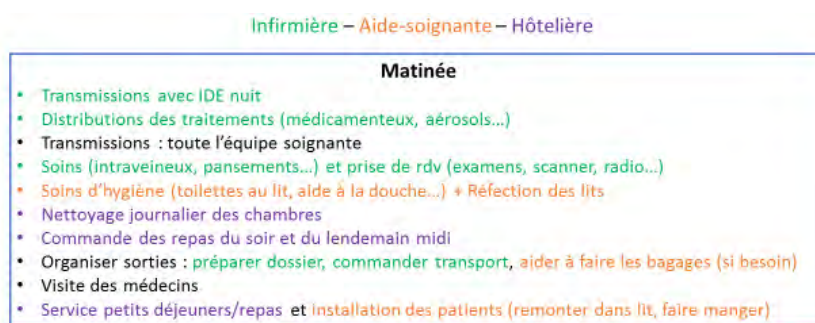 Infirmière – Aide-soignante – Hôtelière
Matinée
• Transmissions avec IDE nuit
• Distributions des traitements (médicamenteux, aérosols...)
• Transmissions : toute l'équipe soignante
• Soins (intraveineux, pansements...) et prise de rdv (examens, scanner, radio...)
• Soins d'hygiène (toilettes au lit, aide à la douche...) + Réfection des lits
• Nettoyage journalier des chambres
• Commande des repas du soir et du lendemain midi
• Organiser sorties : préparer dossier, commander transport, aider à faire les bagages (si besoin)
• Visite des médecins
• Service petits déjeuners/repas et installation des patients (remonter dans lit, faire manger)